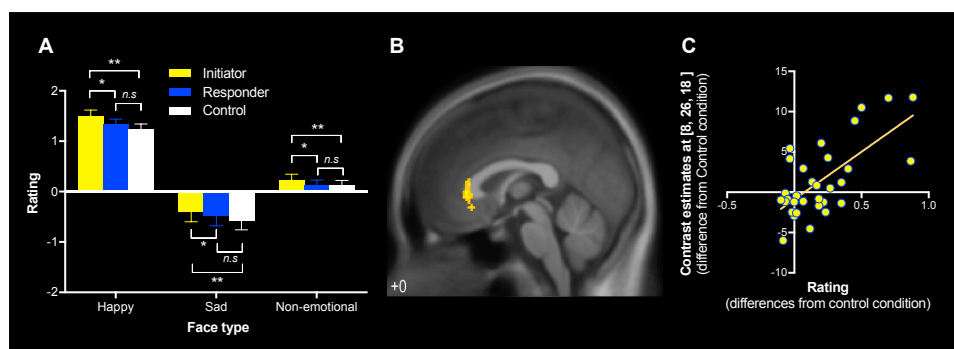 A
**
*
n.s
Initiator
Responder
Control
**
*
n.s
*
n.s
**
Rating
2
1
0
-1
-2
Happy
Sad
Non-emotional
Face type
B
+0
C
Contrast estimates at [8, 26, 18 ]
(difference from Control condition)
15
10
5
-5
-10
-0.5
0.5
1.0
Rating
(differences from control condition)